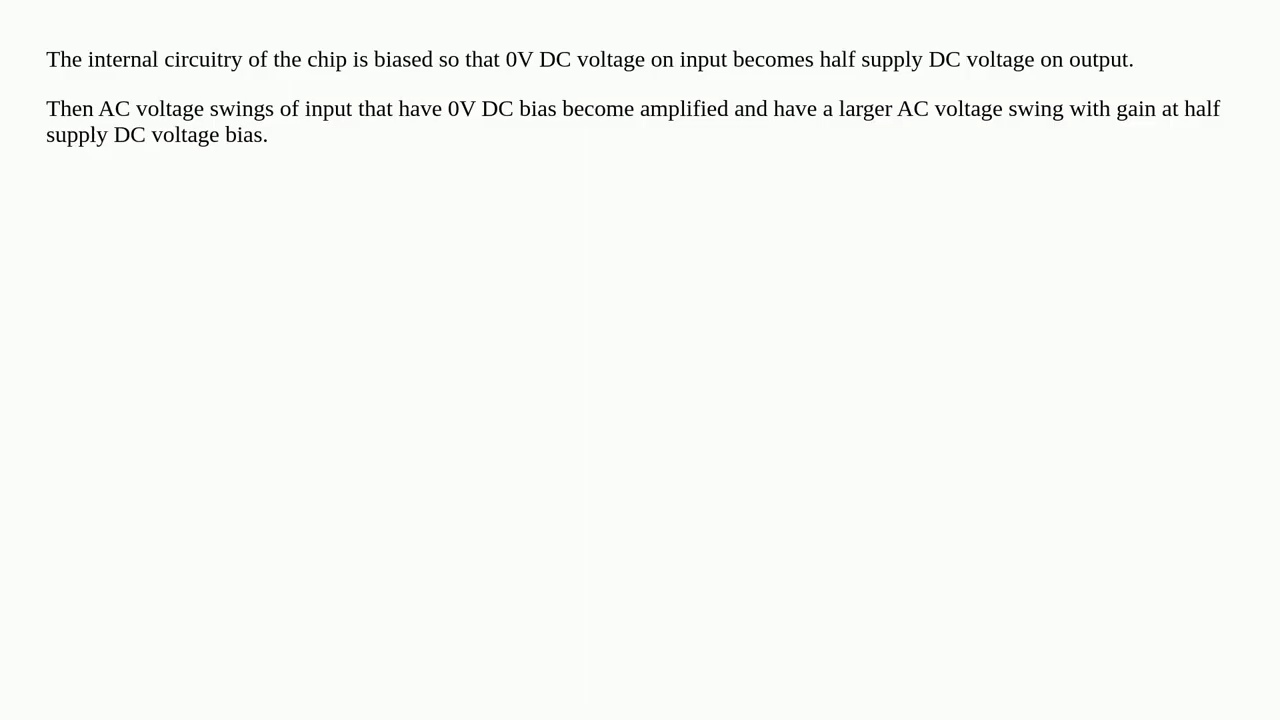 The internal circuitry of the chip is biased so that 0V DC voltage on input becomes half supply DC voltage on output.
Then AC voltage swings of input that have 0V DC bias become amplified and have a larger AC voltage swing with gain at half
supply DC voltage bias.